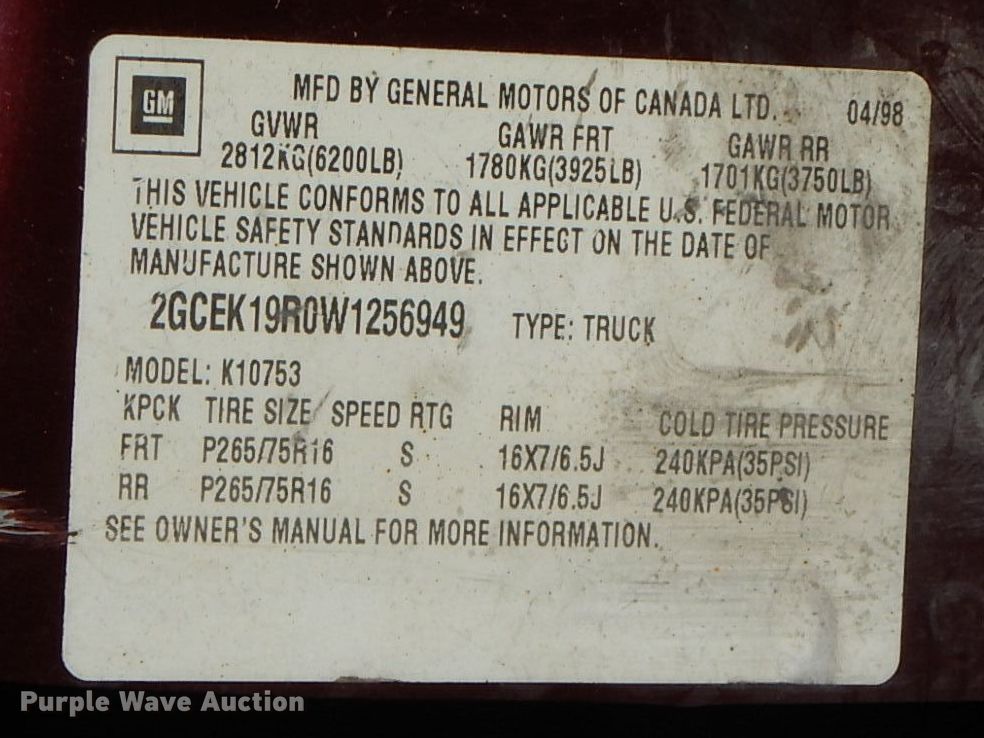 GM
MFD BY GENERAL MOTORS OF CANADA LTD. 04/98
GVWR GAWR FRT GAWR RR
2812KG(6200LB) 1780KG(3925LB) 1701KG(3750LB)
THIS VEHICLE CONFORMS TO ALL APPLICABLE U.S. FEDERAL MOTOR
VEHICLE SAFETY STANDARDS IN EFFECT ON THE DATE OF
MANUFACTURE SHOWN ABOVE.
2GCEK19R0W1256949 TYPE: TRUCK
MODEL: K10753
KPCK TIRE SIZE SPEED RTG RIM COLD TIRE PRESSURE
FRT P265/75R16 S 16X7/6.5J 240KPA(35PSI)
RR P265/75R16 S 16X7/6.5J 240KPA(35PSI)
SEE OWNER'S MANUAL FOR MORE INFORMATION.
Purple Wave Auction